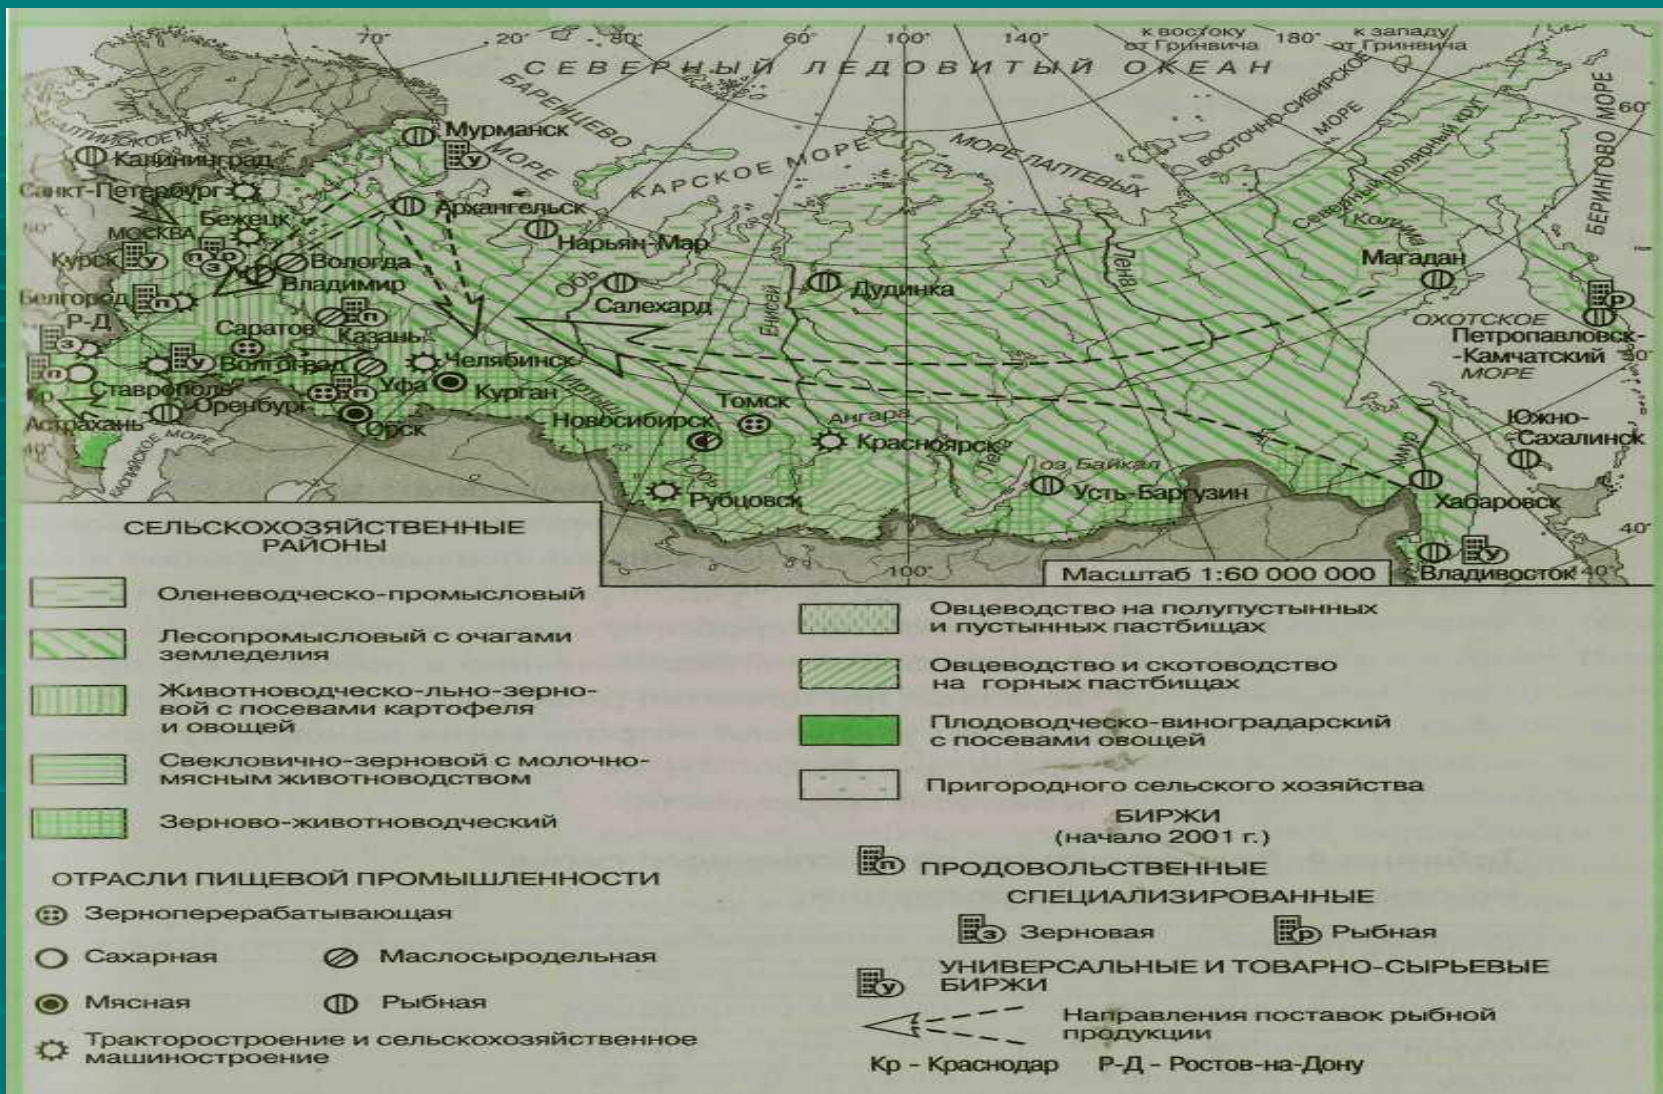 70° 20° 80° 60° 100° 140° к востоку от Гринвича 180° к западу от Гринвича
СЕВЕРНЫЙ ЛЕДОВИТЫЙ ОКЕАН
БАРЕНЦЕВО МОРЕ
КАРСКОЕ МОРЕ
МОРЕ ЛАПТЕВЫХ
ВОСТОЧНО-СИБИРСКОЕ МОРЕ
БЕРИНГОВО МОРЕ
60°
Северный полярный круг
Мурманск
У
Калининград
Санкт-Петербург
Архангельск
Бежецк
МОСКВА
Нарьян-Мар
Колыма
Курск
У
П У Р
З
Вологда
Владимир
Обь
Салехард
Енисей
Дудинка
Лена
Магадан
Белгород
П
Р
Р-Д
З
Саратов
Казань
П
ОХОТСКОЕ
МОРЕ
Петропавловск-
-Камчатский
П
У
Волгоград
Челябинск
Ставрополь
Уфа
П
Курган
Иртыш
Кр
Оренбург
Астрахань
Орск
Новосибирск
Томск
Ангара
Красноярск
Лена
Амур
Южно-
-Сахалинск
40°
КАСПИЙСКОЕ МОРЕ
Обь
Рубцовск
оз. Байкал
Усть-Баргузин
Хабаровск
40°
100°
Масштаб 1:60 000 000
Владивосток
У
140°
СЕЛЬСКОХОЗЯЙСТВЕННЫЕ
РАЙОНЫ
Оленеводческо-промысловый
Лесопромысловый с очагами
земледелия
Животноводческо-льно-зерно-
вой с посевами картофеля
и овощей
Свекловично-зерновой с молочно-
мясным животноводством
Зерново-животноводческий
Овцеводство на полупустынных
и пустынных пастбищах
Овцеводство и скотоводство
на горных пастбищах
Плодоводческо-виноградарский
с посевами овощей
Пригородного сельского хозяйства
ОТРАСЛИ ПИЩЕВОЙ ПРОМЫШЛЕННОСТИ
Зерноперерабатывающая
Сахарная
Маслосыродельная
Мясная
Рыбная
Тракторостроение и сельскохозяйственное
машиностроение
БИРЖИ
(начало 2001 г.)
П ПРОДОВОЛЬСТВЕННЫЕ
СПЕЦИАЛИЗИРОВАННЫЕ
З Зерновая
Р Рыбная
У УНИВЕРСАЛЬНЫЕ И ТОВАРНО-СЫРЬЕВЫЕ
БИРЖИ
Направления поставок рыбной
продукции
Кр - Краснодар Р-Д - Ростов-на-Дону